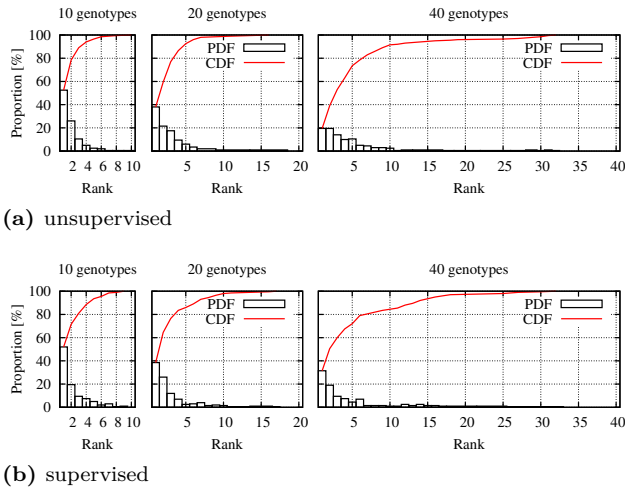 10 genotypes 20 genotypes 40 genotypes
Proportion [%]
100
80
60
40
20
0
PDF
CDF
PDF
CDF
2 4 6 8 10 5 10 15 20 5 10 15 20 25 30 35 40
Rank Rank Rank
(a) unsupervised
10 genotypes 20 genotypes 40 genotypes
Proportion [%]
100
80
60
40
20
0
PDF
CDF
PDF
CDF
2 4 6 8 10 5 10 15 20 5 10 15 20 25 30 35 40
Rank Rank Rank
(b) supervised